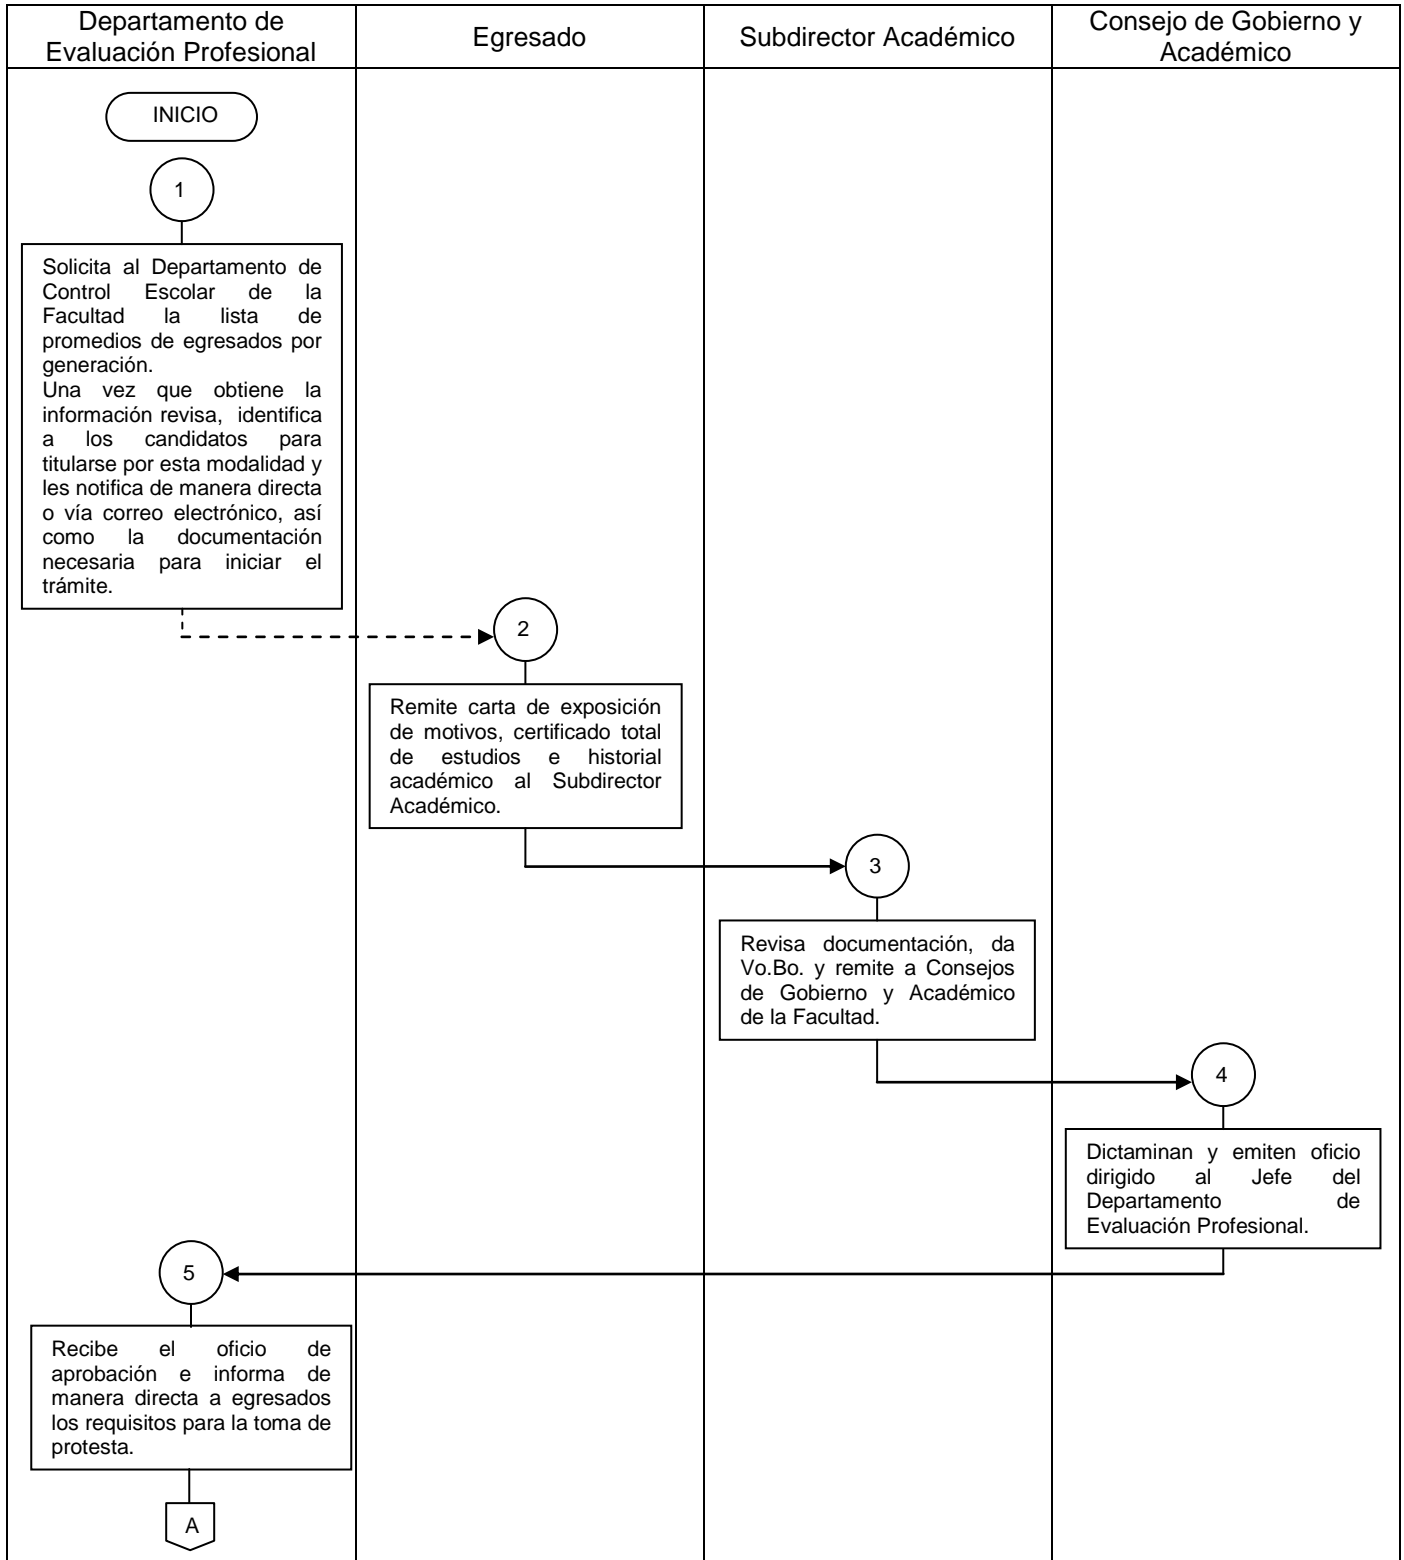 Departamento de
Evaluación Profesional
Egresado
Subdirector Académico
Consejo de Gobierno y
Académico
INICIO
1
Solicita al Departamento de
Control Escolar de la
Facultad la lista de
promedios de egresados por
generación.
Una vez que obtiene la
información revisa, identifica
a los candidatos para
titularse por esta modalidad y
les notifica de manera directa
o vía correo electrónico, así
como la documentación
necesaria para iniciar el
trámite.
2
Remite carta de exposición
de motivos, certificado total
de estudios e historial
académico al Subdirector
Académico.
3
Revisa documentación, da
Vo.Bo. y remite a Consejos
de Gobierno y Académico
de la Facultad.
4
Dictaminan y emiten oficio
dirigido al Jefe del
Departamento de
Evaluación Profesional.
5
Recibe el oficio de
aprobación e informa de
manera directa a egresados
los requisitos para la toma de
protesta.
A